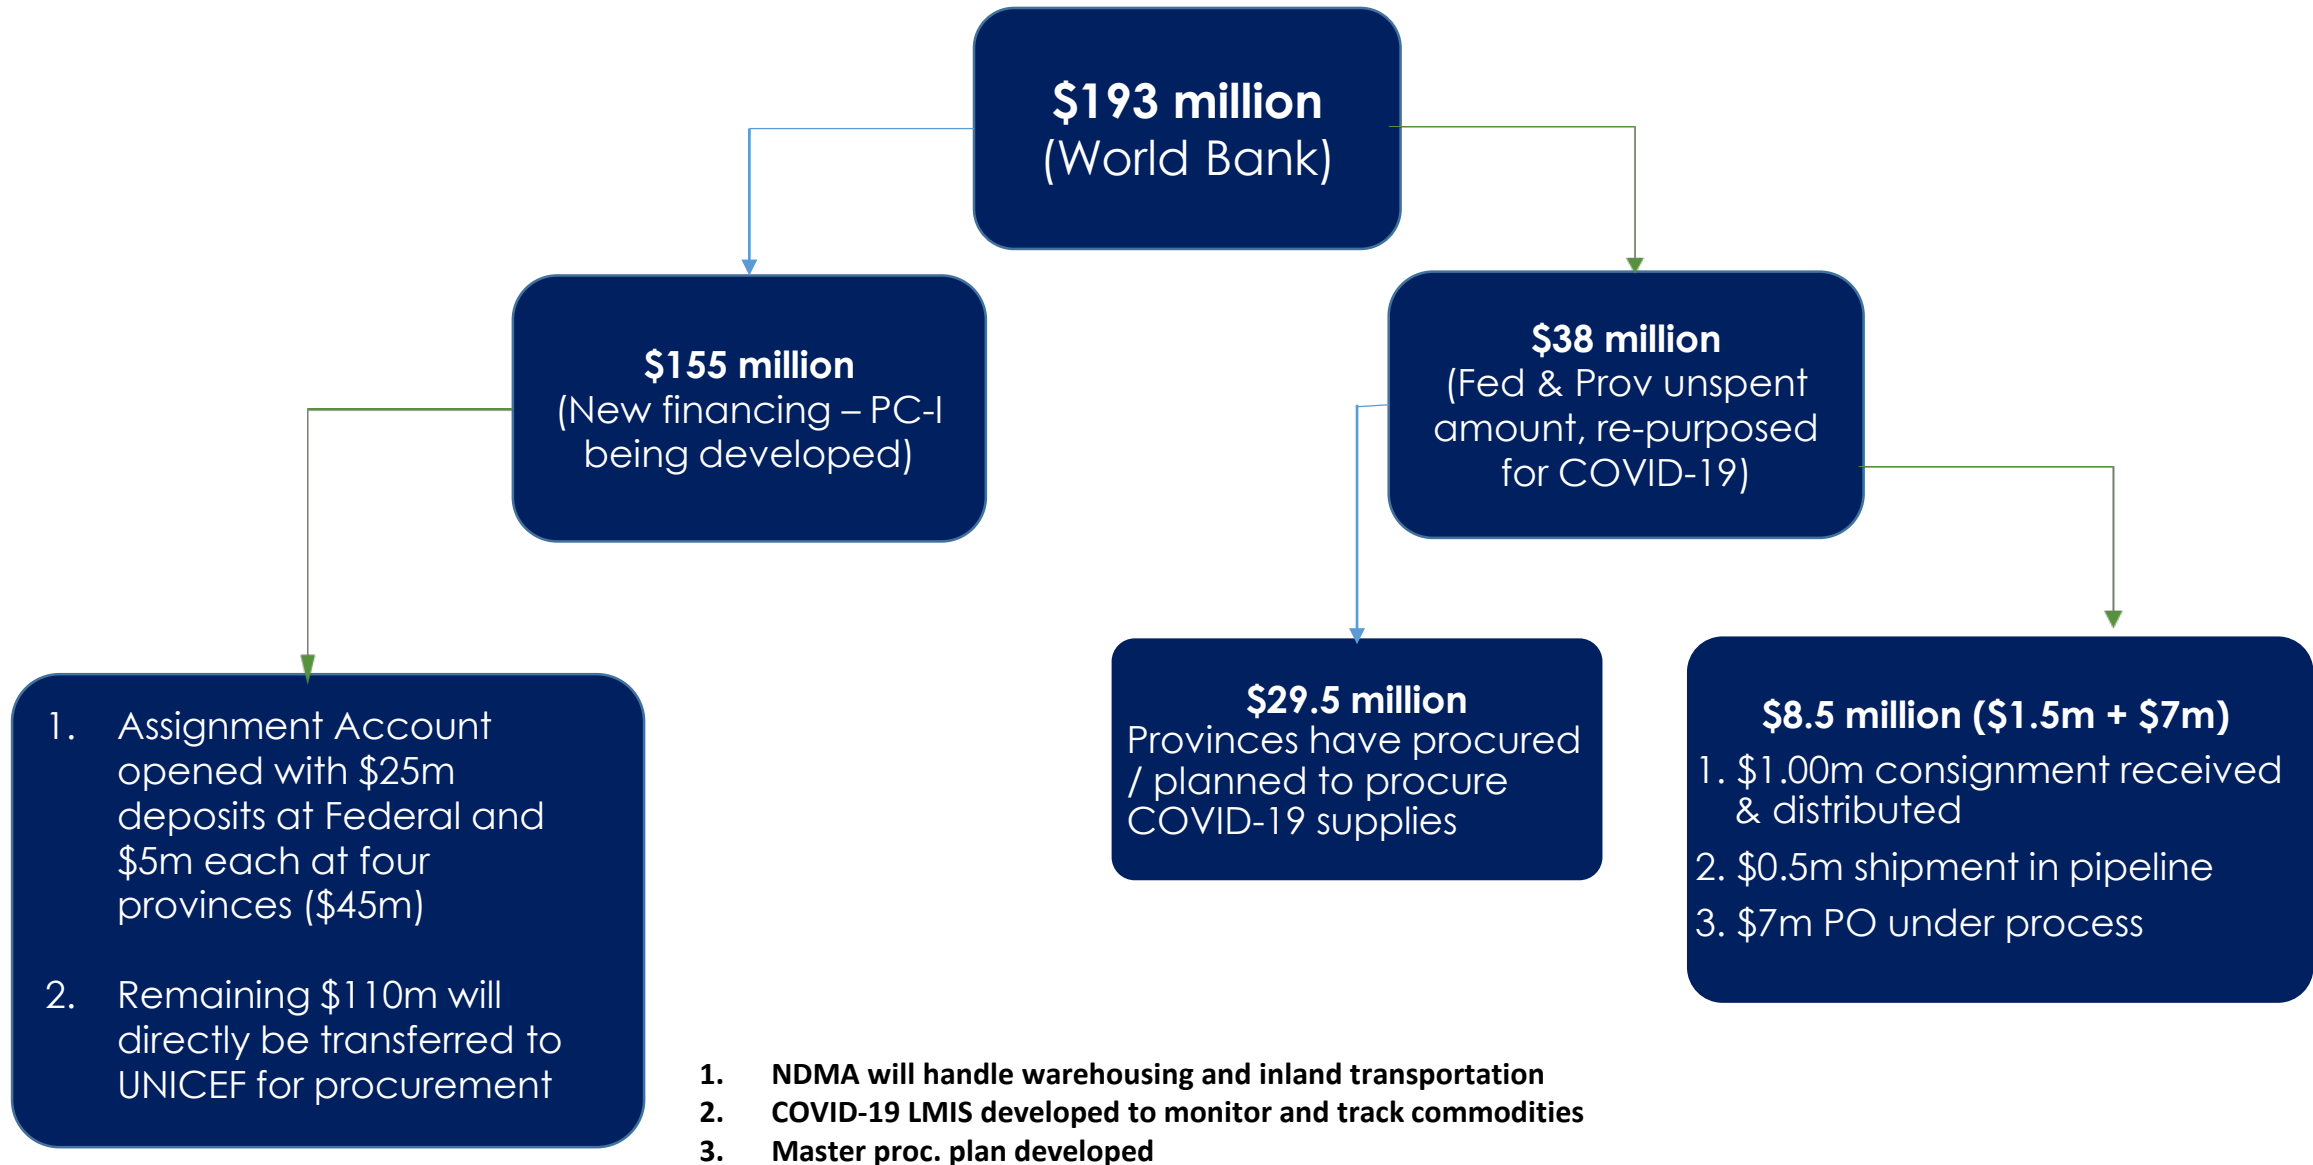 $193 million
(World Bank)
$155 million
(New financing – PC-I
being developed)
$38 million
(Fed & Prov unspent
amount, re-purposed
for COVID-19)
1. Assignment Account
opened with $25m
deposits at Federal and
$5m each at four
provinces ($45m)
2. Remaining $110m will
directly be transferred to
UNICEF for procurement
$29.5 million
Provinces have procured
/ planned to procure
COVID-19 supplies
$8.5 million ($1.5m + $7m)
1. $1.00m consignment received
& distributed
2. $0.5m shipment in pipeline
3. $7m PO under process
1. NDMA will handle warehousing and inland transportation
2. COVID-19 LMIS developed to monitor and track commodities
3. Master proc. plan developed